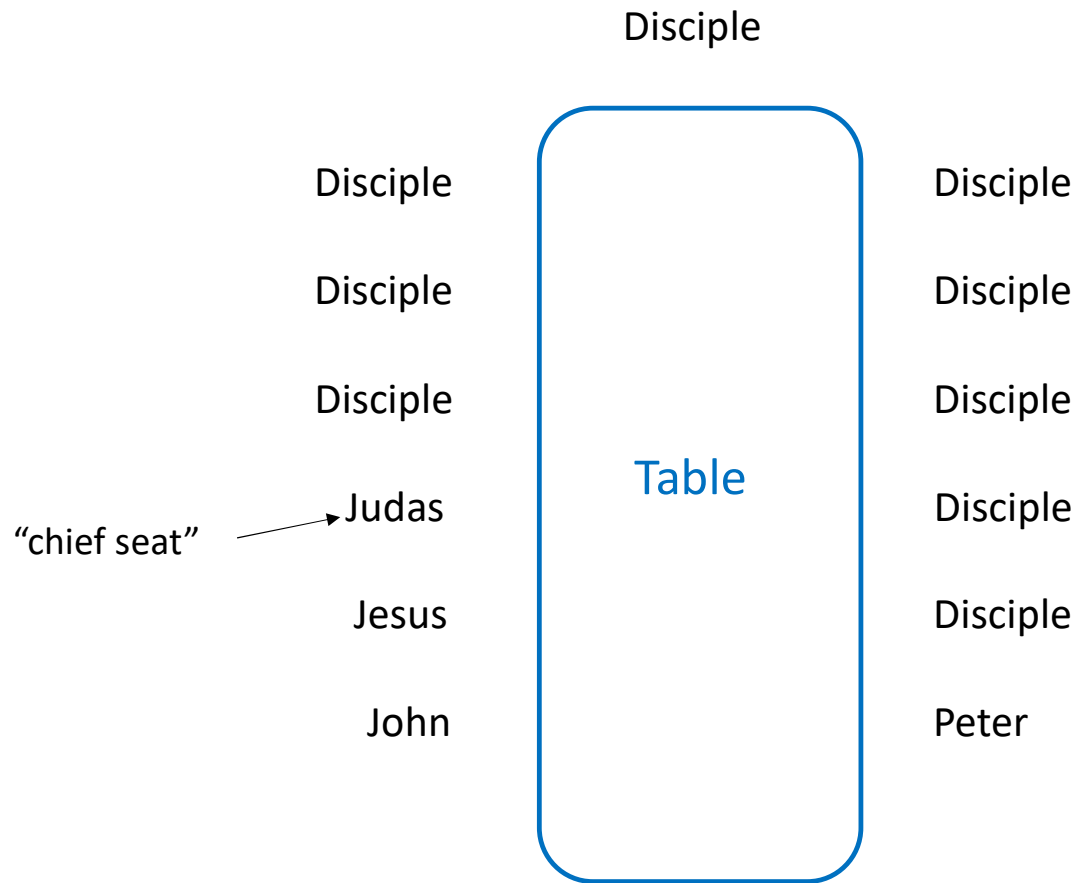 Disciple
Disciple
Disciple
Disciple
Disciple
Disciple
Disciple
Table
Judas
Disciple
“chief seat”
Jesus
Disciple
John
Peter